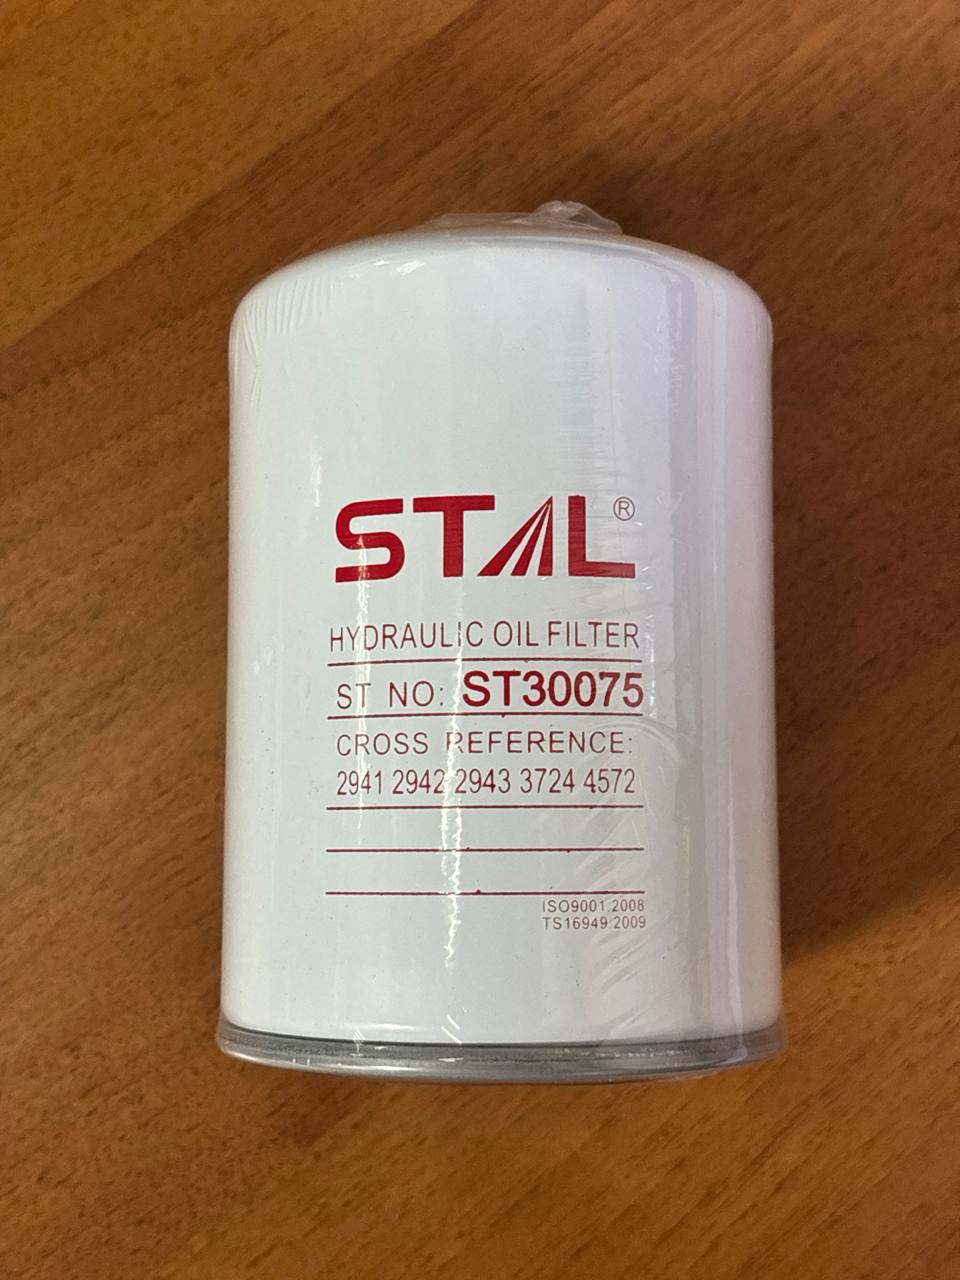 STAL®
HYDRAULIC OIL FILTER
ST NO: ST30075
CROSS REFERENCE:
2941 2942 2943 3724 4572
ISO9001:2008
TS16949:2009